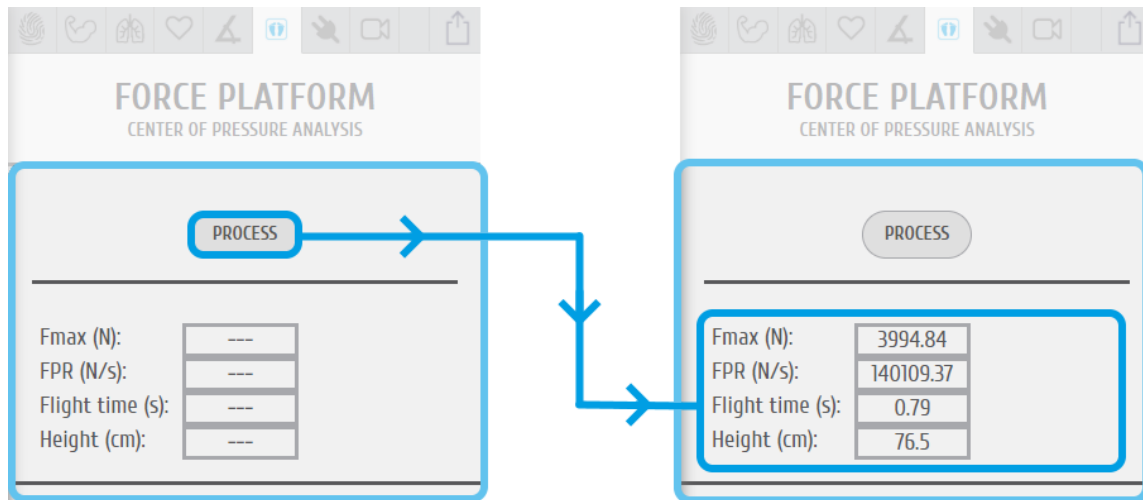 FORCE PLATFORM
CENTER OF PRESSURE ANALYSIS
PROCESS
Fmax (N): ---
FPR (N/s): ---
Flight time (s): ---
Height (cm): ---
FORCE PLATFORM
CENTER OF PRESSURE ANALYSIS
PROCESS
Fmax (N): 3994.84
FPR (N/s): 140109.37
Flight time (s): 0.79
Height (cm): 76.5